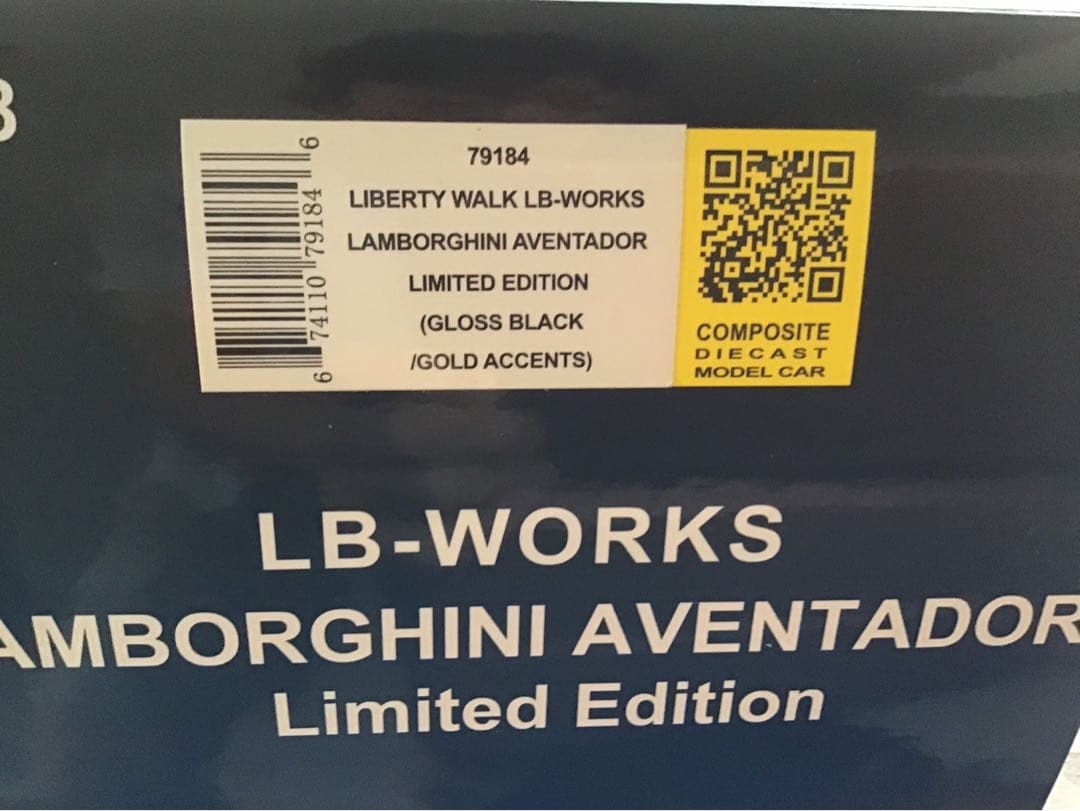 79184
LIBERTY WALK LB-WORKS
LAMBORGHINI AVENTADOR
LIMITED EDITION
(GLOSS BLACK
/GOLD ACCENTS)
6 74110 79184 6
COMPOSITE
DIECAST
MODEL CAR
LB-WORKS
AMBORGHINI AVENTADOR
Limited Edition